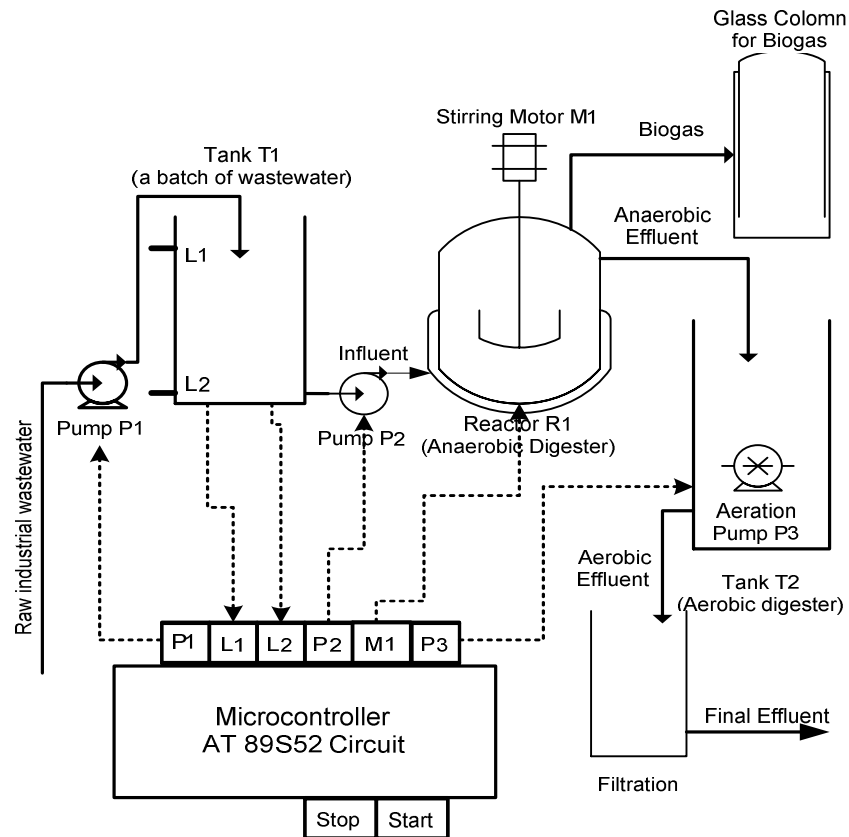 Glass Colomn
for Biogas
Stirring Motor M1
Biogas
Tank T1
(a batch of wastewater)
Anaerobic
Effluent
L1
Influent
L2
Pump P1
Pump P2
Reactor R1
(Anaerobic Digester)
Raw industrial wastewater
Aeration
Pump P3
Aerobic
Effluent
Tank T2
(Aerobic digester)
P1
L1
L2
P2
M1
P3
Microcontroller
AT 89S52 Circuit
Final Effluent
Filtration
Stop
Start